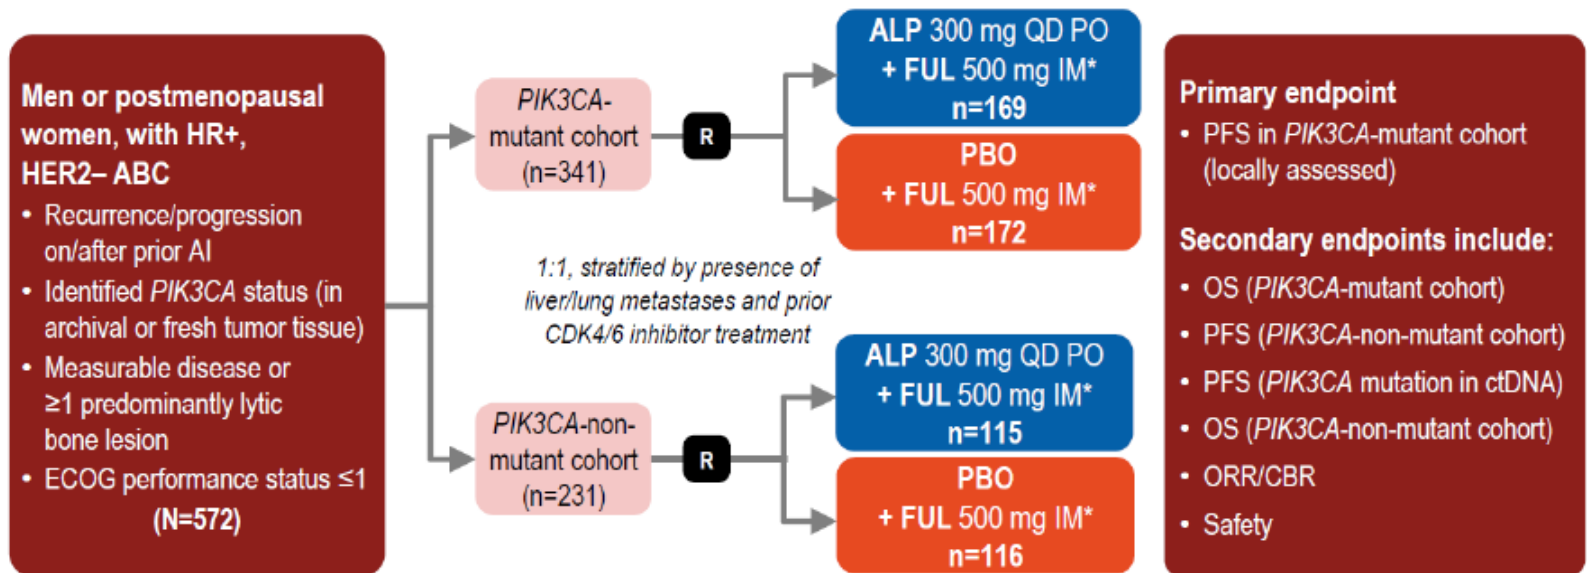 Men or postmenopausal
women, with HR+,
HER2– ABC
• Recurrence/progression
on/after prior AI
• Identified PIK3CA status (in
archival or fresh tumor tissue)
• Measurable disease or
≥1 predominantly lytic
bone lesion
• ECOG performance status ≤1
(N=572)
PIK3CA-
mutant cohort
(n=341)
R
ALP 300 mg QD PO
+ FUL 500 mg IM*
n=169
PBO
+ FUL 500 mg IM*
n=172
1:1, stratified by presence of
liver/lung metastases and prior
CDK4/6 inhibitor treatment
PIK3CA-non-
mutant cohort
(n=231)
R
ALP 300 mg QD PO
+ FUL 500 mg IM*
n=115
PBO
+ FUL 500 mg IM*
n=116
Primary endpoint
• PFS in PIK3CA-mutant cohort
(locally assessed)
Secondary endpoints include:
• OS (PIK3CA-mutant cohort)
• PFS (PIK3CA-non-mutant cohort)
• PFS (PIK3CA mutation in ctDNA)
• OS (PIK3CA-non-mutant cohort)
• ORR/CBR
• Safety